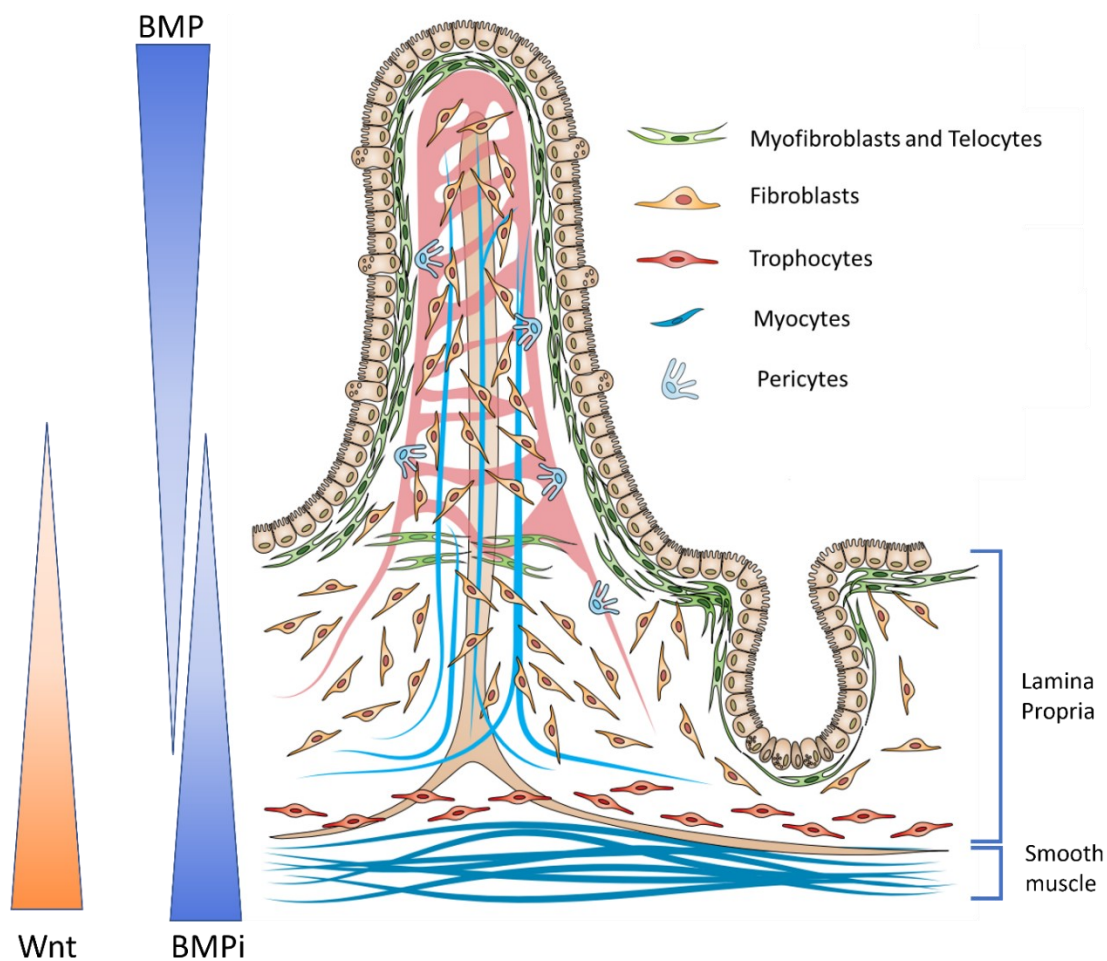 BMP
Myofibroblasts and Telocytes
Fibroblasts
Trophocytes
Myocytes
Pericytes
Lamina
Propria
Smooth
muscle
Wnt
BMPi